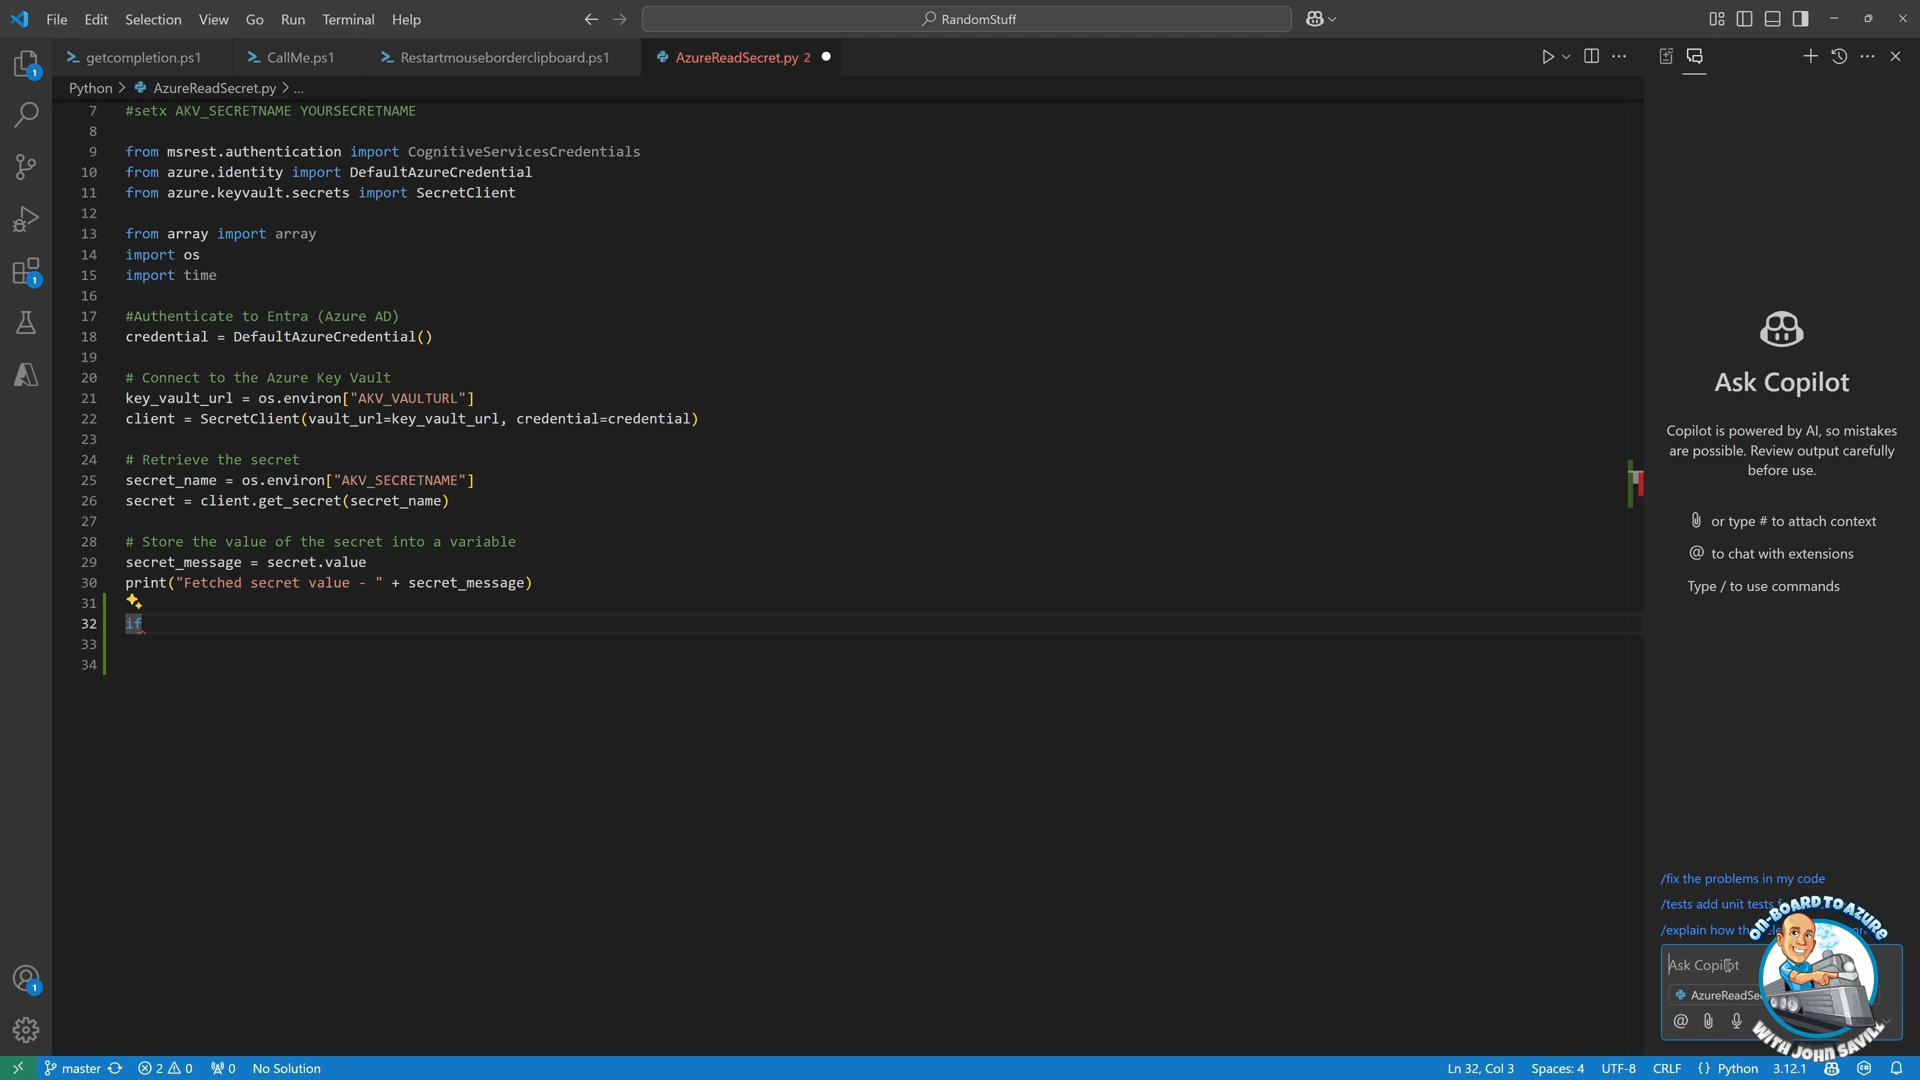 File Edit Selection View Go Run Terminal Help
RandomStuff
getcompletion.ps1 CallMe.ps1 Restartmouseborderclipboard.ps1 AzureReadSecret.py 2
Python > AzureReadSecret.py > ...
7 #setx AKV_SECRETNAME YOURSECRETNAME
8
9 from msrest.authentication import CognitiveServicesCredentials
10 from azure.identity import DefaultAzureCredential
11 from azure.keyvault.secrets import SecretClient
12
13 from array import array
14 import os
15 import time
16
17 #Authenticate to Entra (Azure AD)
18 credential = DefaultAzureCredential()
19
20 # Connect to the Azure Key Vault
21 key_vault_url = os.environ["AKV_VAULTURL"]
22 client = SecretClient(vault_url=key_vault_url, credential=credential)
23
24 # Retrieve the secret
25 secret_name = os.environ["AKV_SECRETNAME"]
26 secret = client.get_secret(secret_name)
27
28 # Store the value of the secret into a variable
29 secret_message = secret.value
30 print("Fetched secret value - " + secret_message)
31
32 if
33
34
Ask Copilot
Copilot is powered by AI, so mistakes
are possible. Review output carefully
before use.
or type # to attach context
@ to chat with extensions
Type / to use commands
/fix the problems in my code
/tests add unit tests
/explain how
Ask Copilot
AzureReadSe
@
ON-BOARD TO AZURE
WITH JOHN SAVILL
1
1
1
master 2 0 0 No Solution
Ln 32, Col 3 Spaces: 4 UTF-8 CRLF {} Python 3.12.1